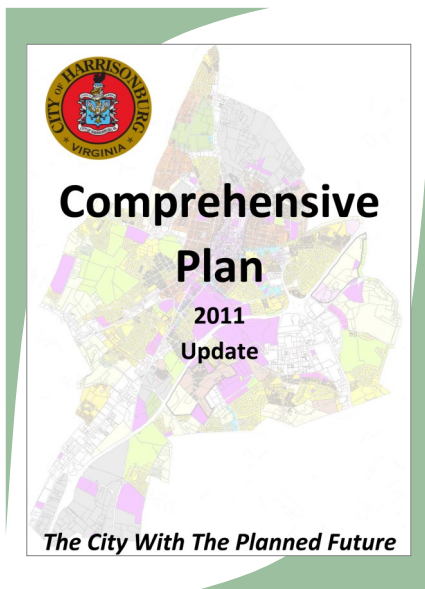 CITY OF HARRISONBURG
VIRGINIA
Comprehensive
Plan
2011
Update
The City With The Planned Future